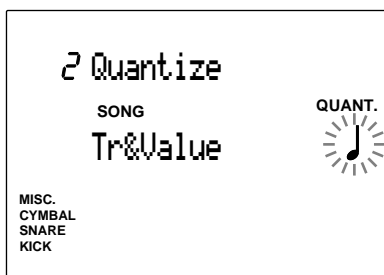 2 Quantize
SONG
QUANT.
Tr&Value
MISC.
CYMBAL
SNARE
KICK